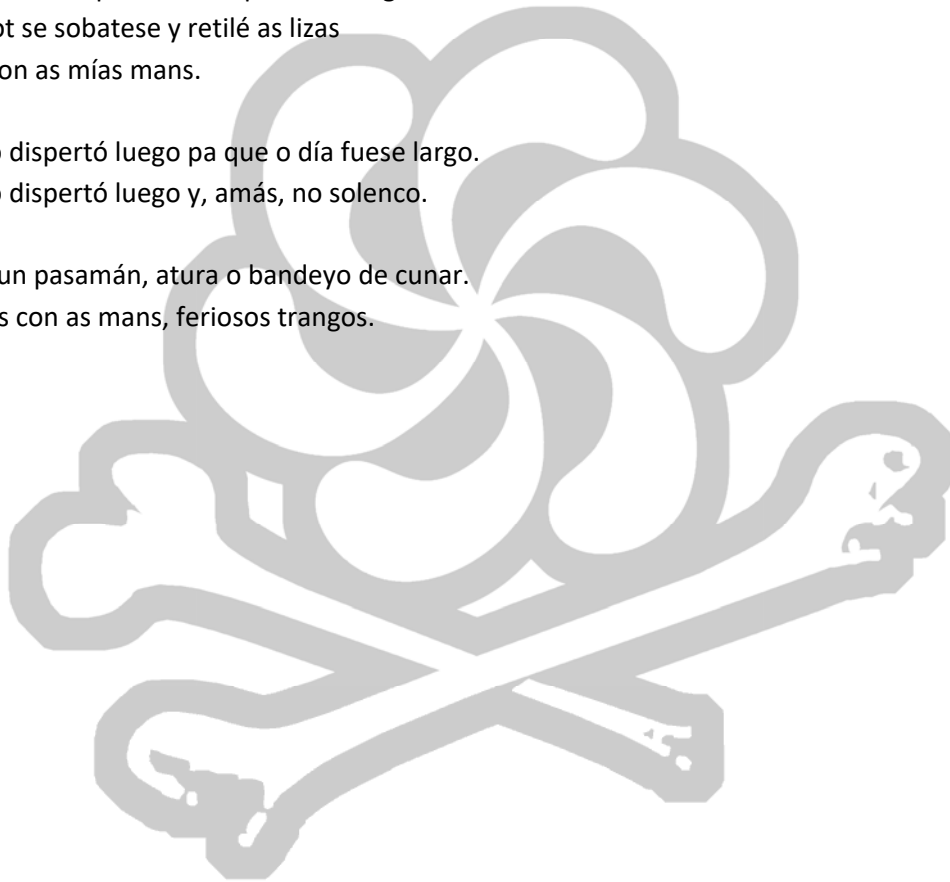 ot se sobatese y retilé as lizas
on as mías mans.
o dispertó luego pa que o día fuese largo.
o dispertó luego y, amás, no solenco.
un pasamán, atura o bandeyo de cunar.
s con as mans, feriosos trangos.